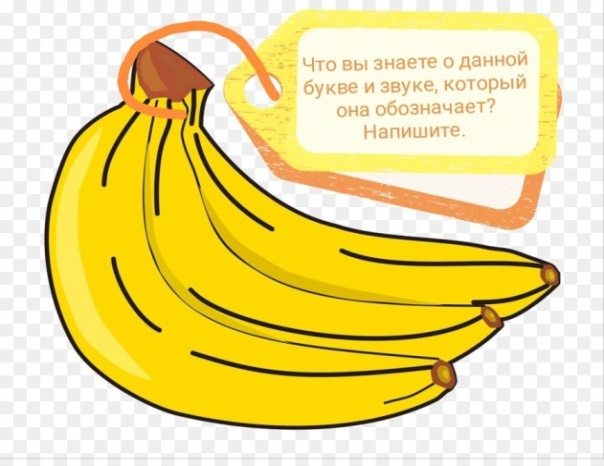 Что вы знаете о данной
букве и звуке, который
она обозначает?
Напишите.